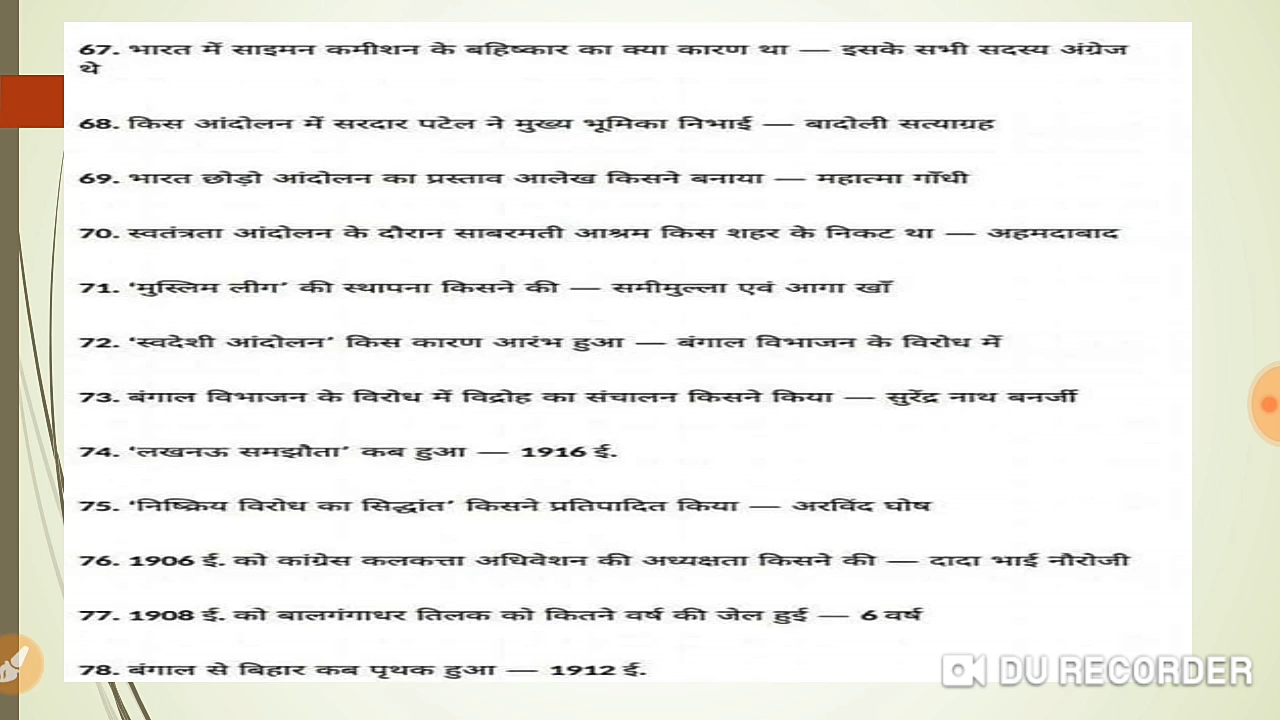 67. भारत में साइमन कमीशन के बहिष्कार का क्या कारण था — इसके सभी सदस्य अंग्रेज
थे
68. किस आंदोलन में सरदार पटेल ने मुख्य भूमिका निभाई — बादोली सत्याग्रह
69. भारत छोड़ो आंदोलन का प्रस्ताव आलेख किसने बनाया — महात्मा गाँधी
70. स्वतंत्रता आंदोलन के दौरान साबरमती आश्रम किस शहर के निकट था — अहमदाबाद
71. ‘मुस्लिम लीग’ की स्थापना किसने की — समीमुल्ला एवं आगा खाँ
72. ‘स्वदेशी आंदोलन’ किस कारण आरंभ हुआ — बंगाल विभाजन के विरोध में
73. बंगाल विभाजन के विरोध में विद्रोह का संचालन किसने किया — सुरेंद्र नाथ बनर्जी
74. ‘लखनऊ समझौता’ कब हुआ — 1916 ई.
75. ‘निष्क्रिय विरोध का सिद्धांत’ किसने प्रतिपादित किया — अरविंद घोष
76. 1906 ई. को कांग्रेस कलकत्ता अधिवेशन की अध्यक्षता किसने की — दादा भाई नौरोजी
77. 1908 ई. को बालगंगाधर तिलक को कितने वर्ष की जेल हुई — 6 वर्ष
78. बंगाल से बिहार कब पृथक हुआ — 1912 ई.
DU RECORDER